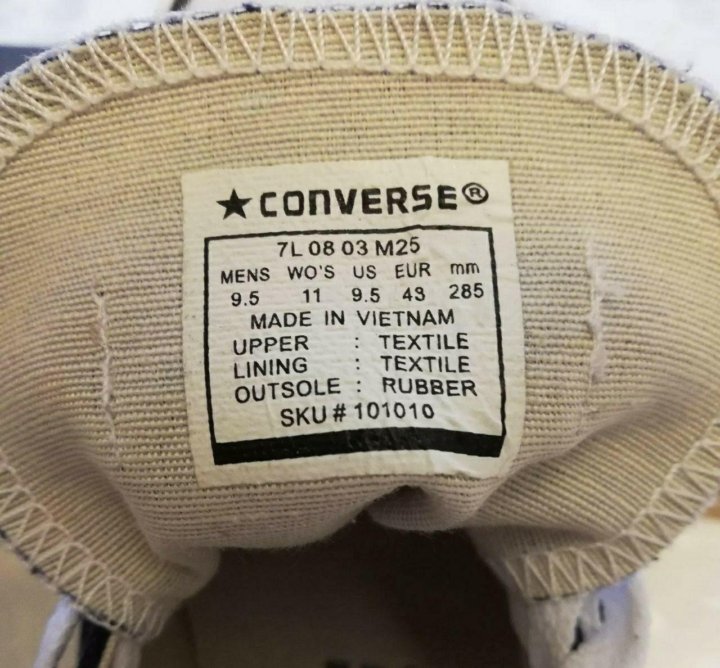 ★CONVERSE®
7L 08 03 M25
MENS WO'S US EUR mm
9.5 11 9.5 43 285
MADE IN VIETNAM
UPPER : TEXTILE
LINING : TEXTILE
OUTSOLE : RUBBER
SKU # 101010